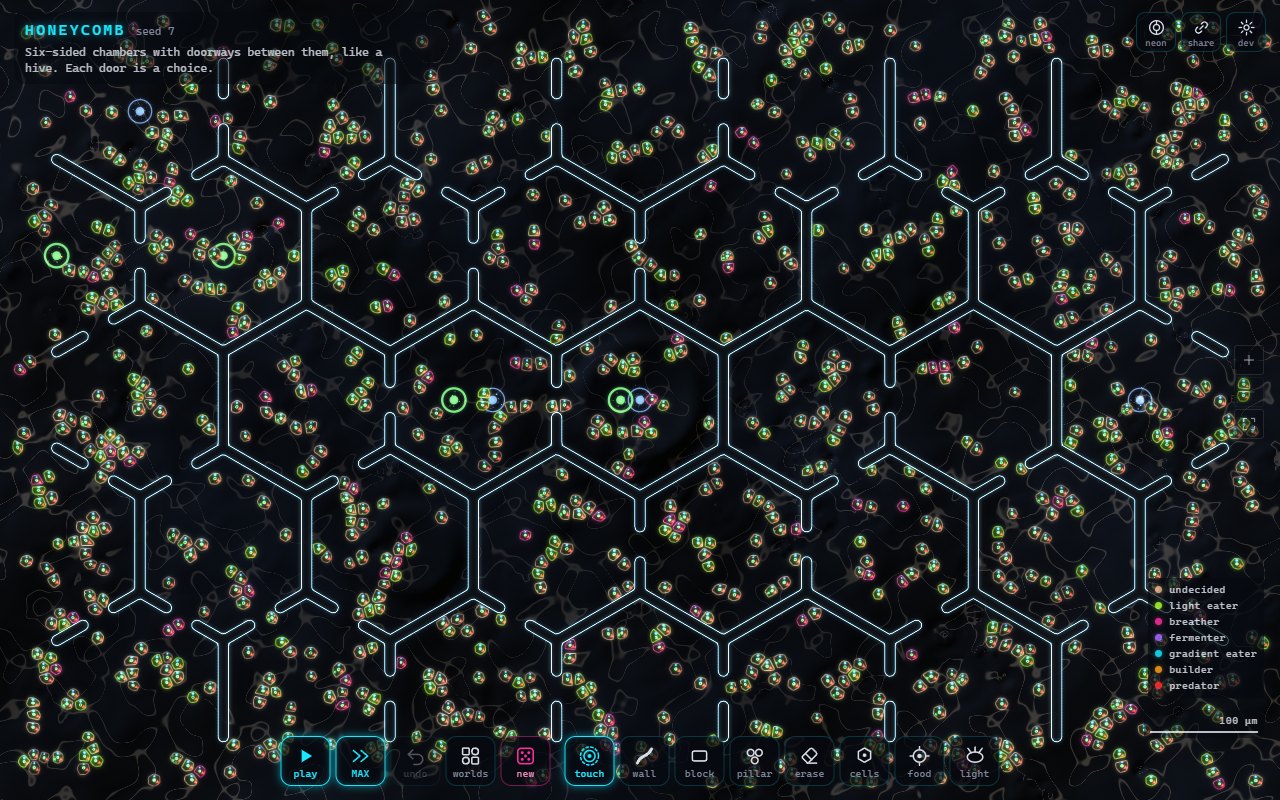 HONEYCOMB seed 7
Six-sided chambers with doorways between them, like a
hive. Each door is a choice.
neon share dev
undecided
light eater
breather
fermenter
gradient eater
builder
predator
100 µm
play MAX undo worlds new touch wall block pillar erase cells food light